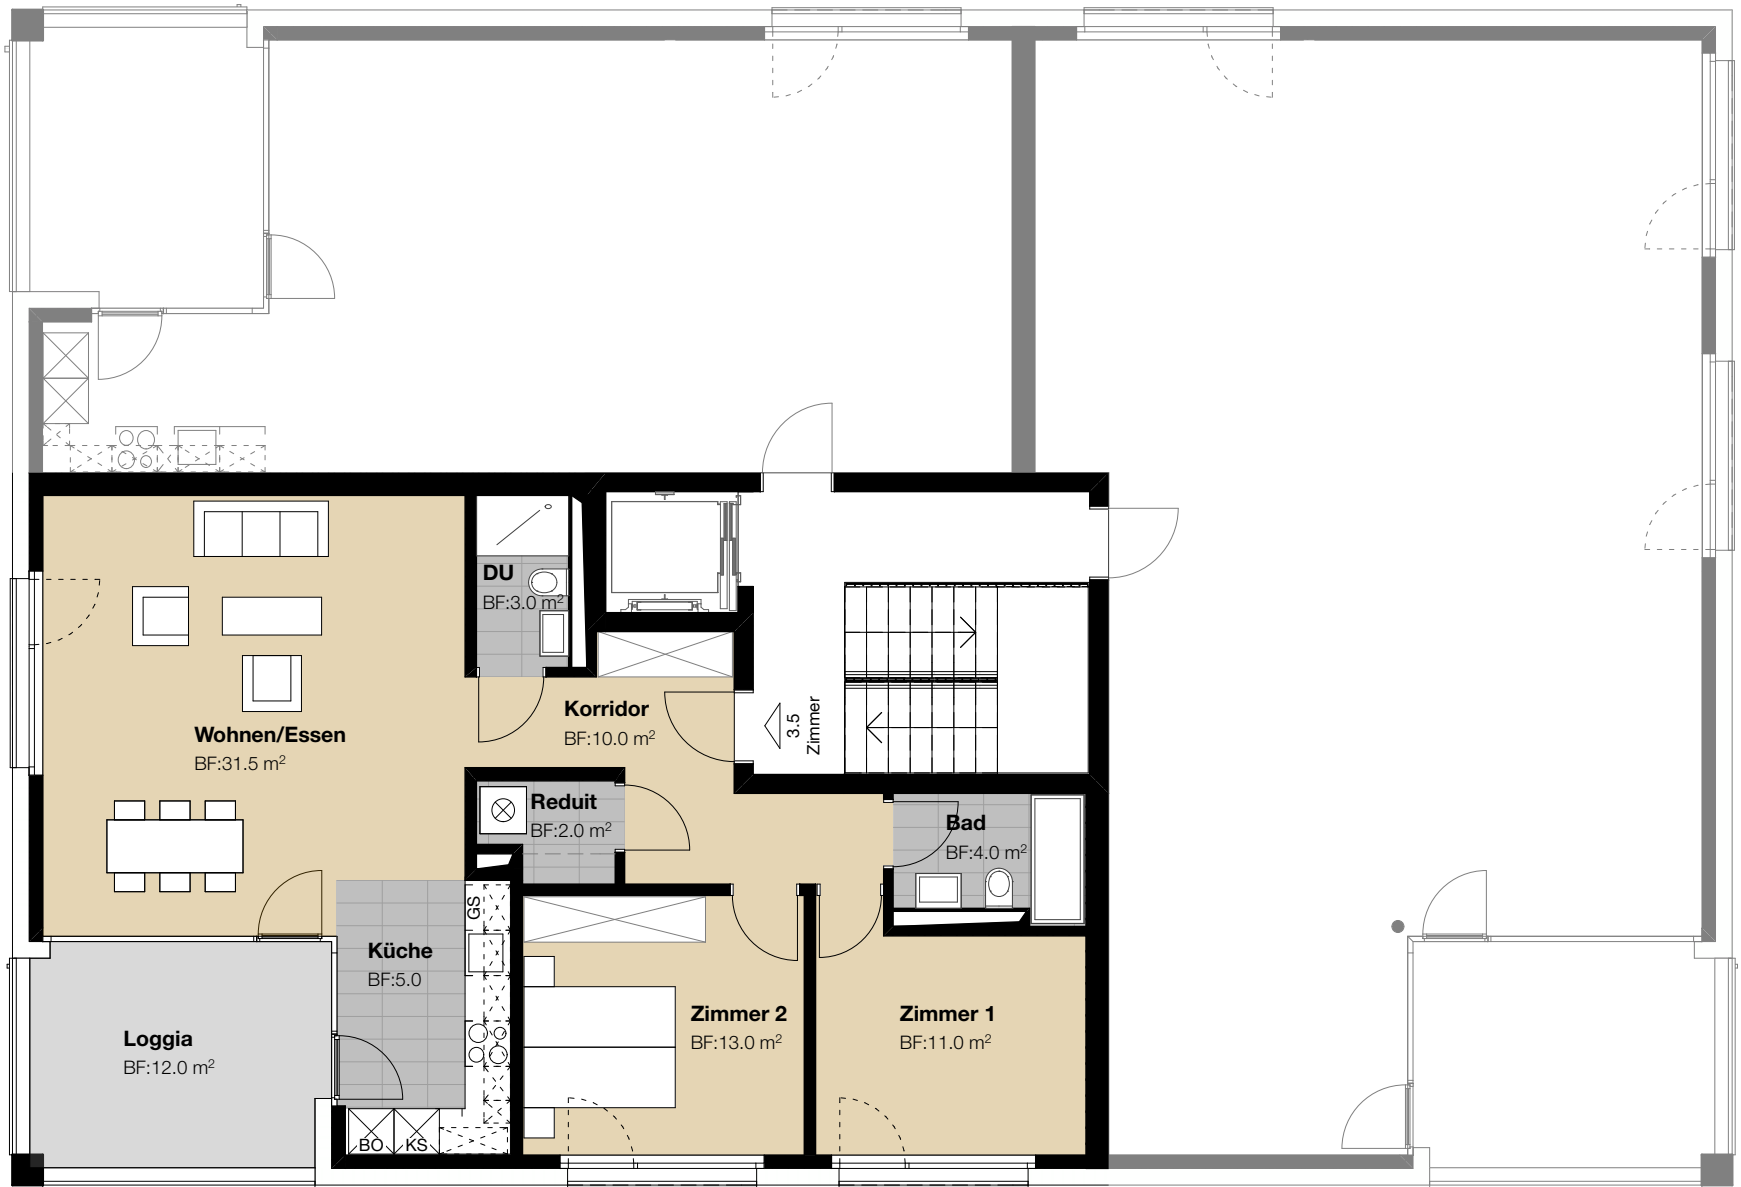 DU
BF:3.0 m²
Korridor
BF:10.0 m²
3.5
Zimmer
Wohnen/Essen
BF:31.5 m²
Reduit
BF:2.0 m²
Bad
BF:4.0 m²
GS
Küche
BF:5.0
Zimmer 2
BF:13.0 m²
Zimmer 1
BF:11.0 m²
Loggia
BF:12.0 m²
BO
KS